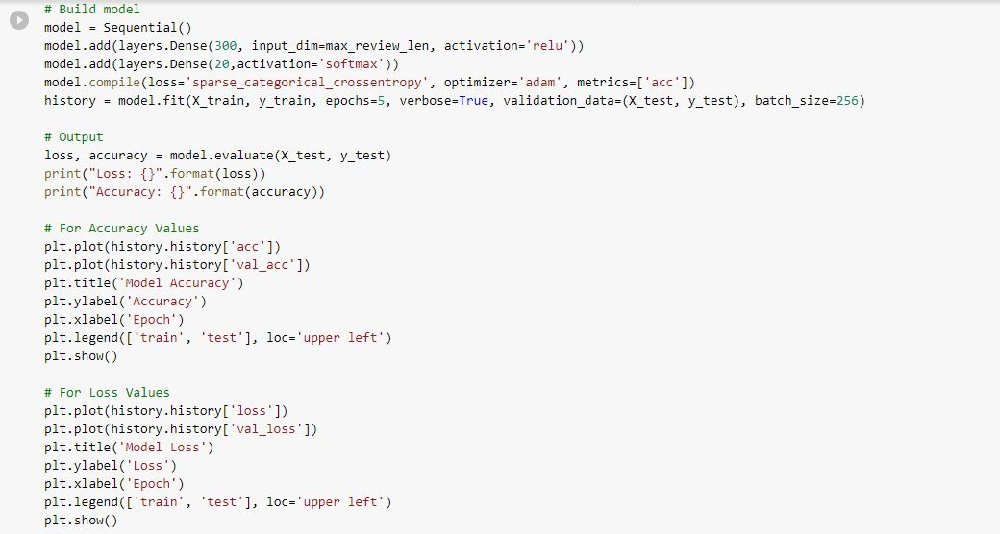 # Build model
model = Sequential()
model.add(layers.Dense(300, input_dim=max_review_len, activation='relu'))
model.add(layers.Dense(20,activation='softmax'))
model.compile(loss='sparse_categorical_crossentropy', optimizer='adam', metrics=['acc'])
history = model.fit(X_train, y_train, epochs=5, verbose=True, validation_data=(X_test, y_test), batch_size=256)
# Output
loss, accuracy = model.evaluate(X_test, y_test)
print("Loss: {}".format(loss))
print("Accuracy: {}".format(accuracy))
# For Accuracy Values
plt.plot(history.history['acc'])
plt.plot(history.history['val_acc'])
plt.title('Model Accuracy')
plt.ylabel('Accuracy')
plt.xlabel('Epoch')
plt.legend(['train', 'test'], loc='upper left')
plt.show()
# For Loss Values
plt.plot(history.history['loss'])
plt.plot(history.history['val_loss'])
plt.title('Model Loss')
plt.ylabel('Loss')
plt.xlabel('Epoch')
plt.legend(['train', 'test'], loc='upper left')
plt.show()